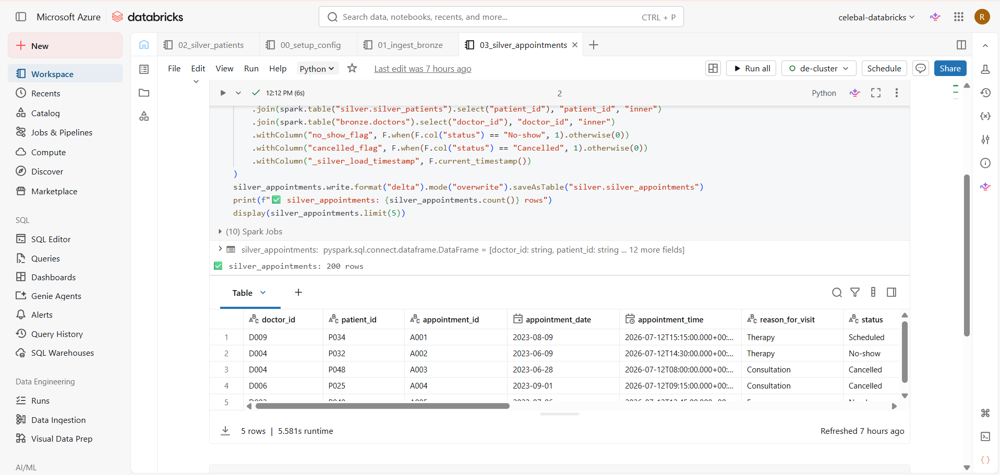 Microsoft Azure
databricks
Search data, notebooks, recents, and more...
CTRL + P
celebal-databricks
R
New
Workspace
Recents
Catalog
Jobs & Pipelines
Compute
Discover
Marketplace
SQL
SQL Editor
Queries
Dashboards
Genie Agents
Alerts
Query History
SQL Warehouses
Data Engineering
Runs
Data Ingestion
Visual Data Prep
AI/ML
02_silver_patients
00_setup_config
01_ingest_bronze
03_silver_appointments
File Edit View Run Help Python
Last edit was 7 hours ago
Run all
de-cluster
Schedule
Share
12:12 PM (6s)
2
Python
.join(spark.table("silver.silver_patients").select("patient_id"), "patient_id", "inner")
.join(spark.table("bronze.doctors").select("doctor_id"), "doctor_id", "inner")
.withColumn("no_show_flag", F.when(F.col("status") == "No-show", 1).otherwise(0))
.withColumn("cancelled_flag", F.when(F.col("status") == "Cancelled", 1).otherwise(0))
.withColumn("_silver_load_timestamp", F.current_timestamp())
)
silver_appointments.write.format("delta").mode("overwrite").saveAsTable("silver.silver_appointments")
print(f"✅ silver_appointments: {silver_appointments.count()} rows")
display(silver_appointments.limit(5))
(10) Spark Jobs
silver_appointments: pyspark.sql.connect.dataframe.DataFrame = [doctor_id: string, patient_id: string ... 12 more fields]
✅ silver_appointments: 200 rows
Table
doctor_id patient_id appointment_id appointment_date appointment_time reason_for_visit status
1 D009 P034 A001 2023-08-09 2026-07-12T15:15:00.000+00:... Therapy Scheduled
2 D004 P032 A002 2023-06-09 2026-07-12T14:30:00.000+00:... Therapy No-show
3 D004 P048 A003 2023-06-28 2026-07-12T08:00:00.000+00:... Consultation Cancelled
4 D006 P025 A004 2023-09-01 2026-07-12T09:15:00.000+00:... Consultation Cancelled
5
5 rows | 5.581s runtime
Refreshed 7 hours ago